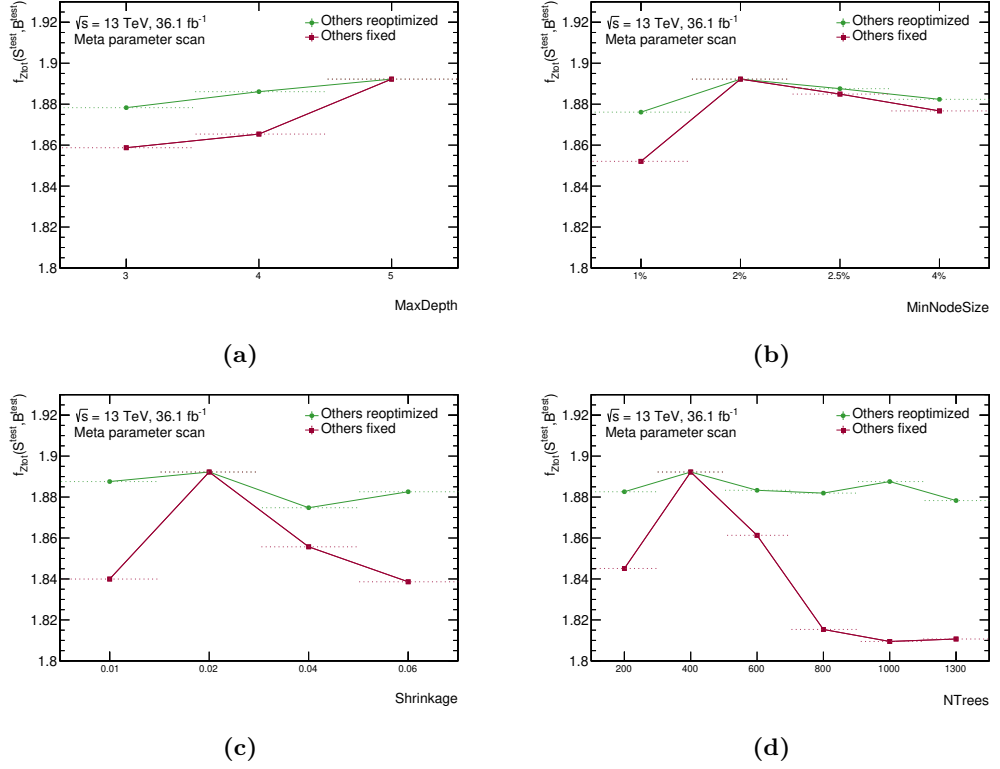 f_Ztot(S^test,B^test)
√s = 13 TeV, 36.1 fb⁻¹
Meta parameter scan
Others reoptimized
Others fixed
1.92
1.9
1.88
1.86
1.84
1.82
1.8
3 4 5
MaxDepth
(a)
f_Ztot(S^test,B^test)
√s = 13 TeV, 36.1 fb⁻¹
Meta parameter scan
Others reoptimized
Others fixed
1.92
1.9
1.88
1.86
1.84
1.82
1.8
1% 2% 2.5% 4%
MinNodeSize
(b)
f_Ztot(S^test,B^test)
√s = 13 TeV, 36.1 fb⁻¹
Meta parameter scan
Others reoptimized
Others fixed
1.92
1.9
1.88
1.86
1.84
1.82
1.8
0.01 0.02 0.04 0.06
Shrinkage
(c)
f_Ztot(S^test,B^test)
√s = 13 TeV, 36.1 fb⁻¹
Meta parameter scan
Others reoptimized
Others fixed
1.92
1.9
1.88
1.86
1.84
1.82
1.8
200 400 600 800 1000 1300
NTrees
(d)